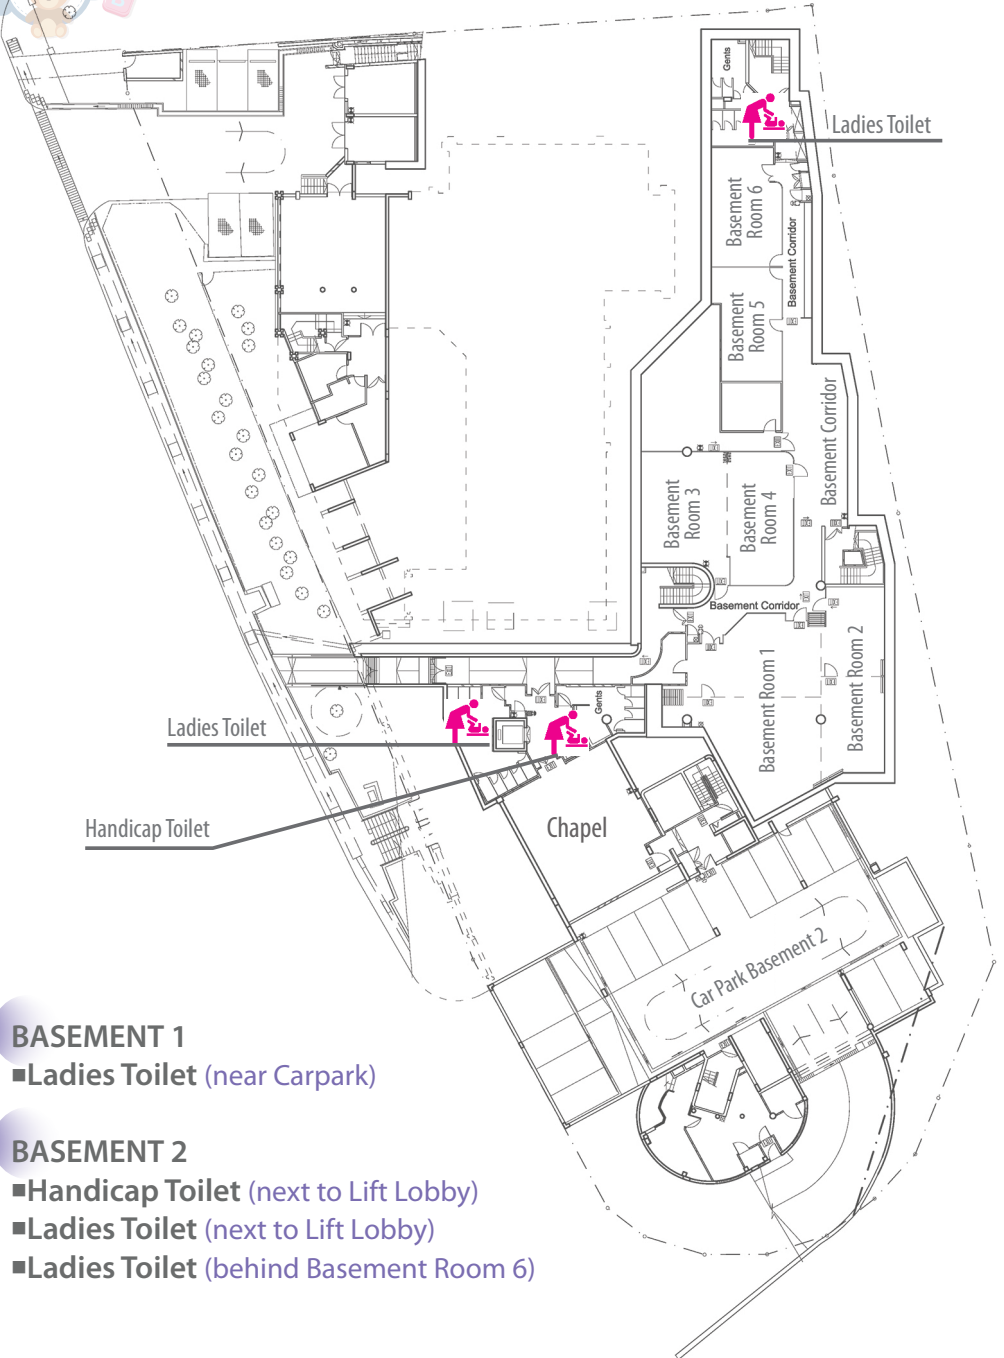 Gents
Ladies Toilet
Basement
Room 6
Basement Corridor
Basement
Room 5
Basement Corridor
Basement
Room 3
Basement
Room 4
Basement Corridor
Basement Room 1
Basement Room 2
Gents
Ladies Toilet
Handicap Toilet
Chapel
Car Park Basement 2
BASEMENT 1
■Ladies Toilet (near Carpark)
BASEMENT 2
■Handicap Toilet (next to Lift Lobby)
■Ladies Toilet (next to Lift Lobby)
■Ladies Toilet (behind Basement Room 6)